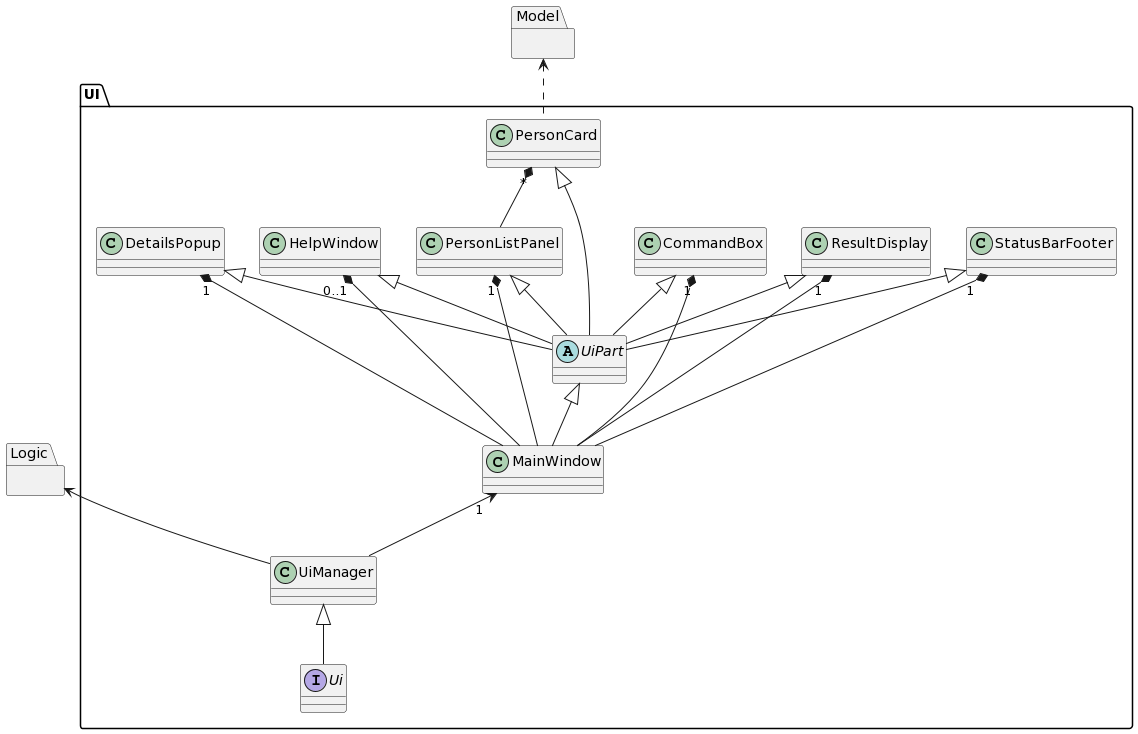 Model
UI
C PersonCard
*
C DetailsPopup
C HelpWindow
C PersonListPanel
C CommandBox
C ResultDisplay
C StatusBarFooter
1
0..1
1
1
1
1
A UiPart
Logic
C MainWindow
1
C UiManager
I Ui